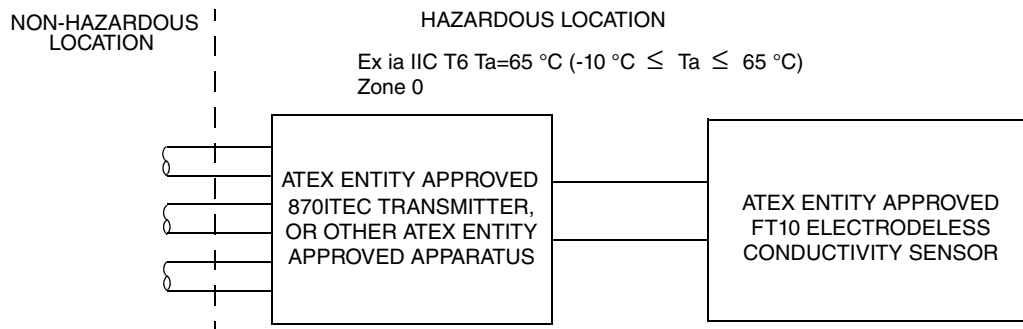 NON-HAZARDOUS
LOCATION
HAZARDOUS LOCATION
Ex ia IIC T6 Ta=65 °C (-10 °C ≤ Ta ≤ 65 °C)
Zone 0
ATEX ENTITY APPROVED
870ITEC TRANSMITTER,
OR OTHER ATEX ENTITY
APPROVED APPARATUS
ATEX ENTITY APPROVED
FT10 ELECTRODELESS
CONDUCTIVITY SENSOR